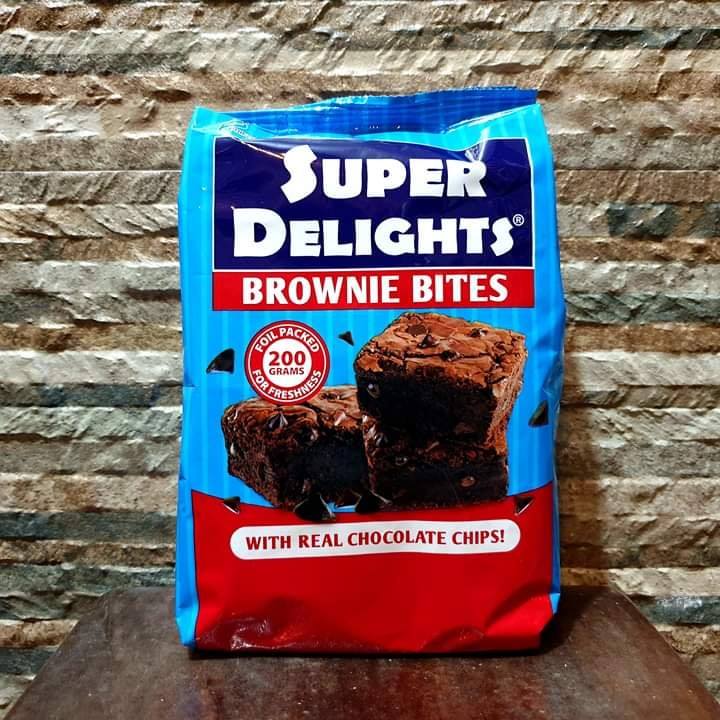 SUPER
DELIGHTS®
BROWNIE BITES
FOIL PACKED
200
GRAMS
FOR FRESHNESS
WITH REAL CHOCOLATE CHIPS!